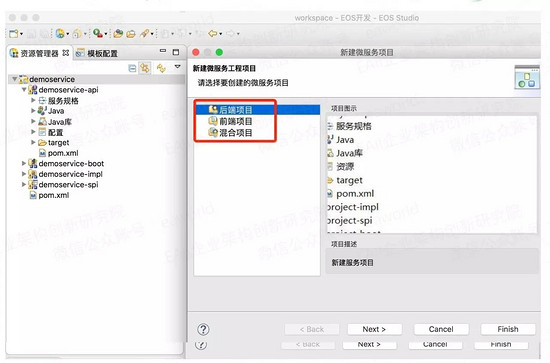 workspace - EOS开发 - EOS Studio
资源管理器
模板配置
demoservice
demoservice-api
服务规格
Java
Java库
配置
target
pom.xml
demoservice-boot
demoservice-impl
demoservice-spi
pom.xml
新建微服务项目
新建微服务工程项目
请选择要创建的微服务项目
后端项目
前端项目
混合项目
项目图示
服务规格
Java
Java库
资源
target
pom.xml
project-impl
project-spi
project-boot
项目描述
新建服务项目
< Back
Next >
Cancel
Finish
< Back
Next >
Cancel
Finish